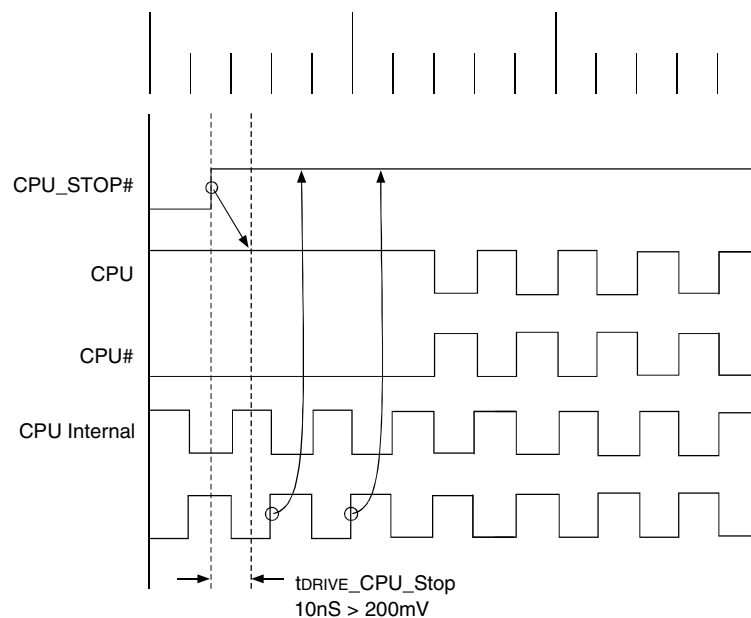 CPU_STOP#
CPU
CPU#
CPU Internal
tDRIVE_CPU_Stop
10nS > 200mV